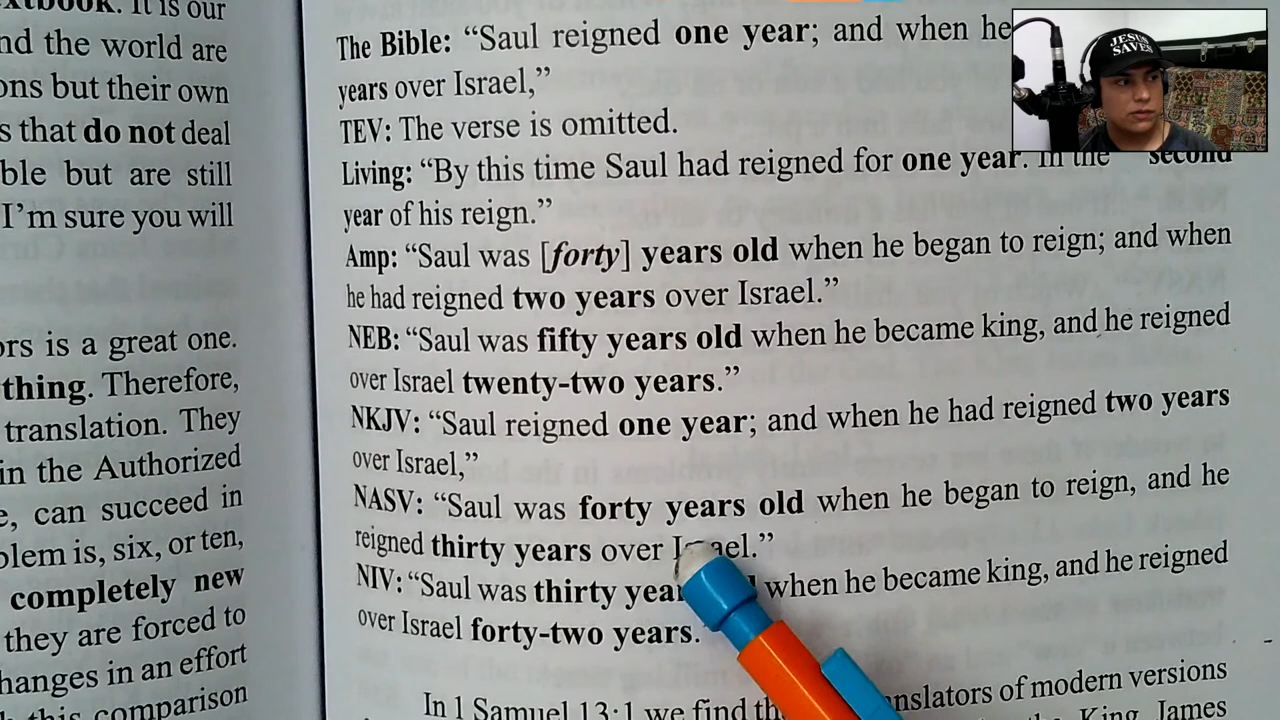 xtbook. It is our
nd the world are
ons but their own
s that do not deal
ble but are still
I'm sure you will
ors is a great one.
thing. Therefore,
translation. They
in the Authorized
e, can succeed in
blem is, six, or ten,
completely new
they are forced to
hanges in an effort
this comparison
The Bible: “Saul reigned one year; and when he
years over Israel,”
TEV: The verse is omitted.
Living: “By this time Saul had reigned for one year. In the second
year of his reign.”
Amp: “Saul was [forty] years old when he began to reign; and when
he had reigned two years over Israel.”
NEB: “Saul was fifty years old when he became king, and he reigned
over Israel twenty-two years.”
NKJV: “Saul reigned one year; and when he had reigned two years
over Israel,”
NASV: “Saul was forty years old when he began to reign, and he
reigned thirty years over Israel.”
NIV: “Saul was thirty when he became king, and he reigned
over Israel forty-two years.
In 1 Samuel 13:1 we find nslators of modern versions
King James
JESUS
SAVES